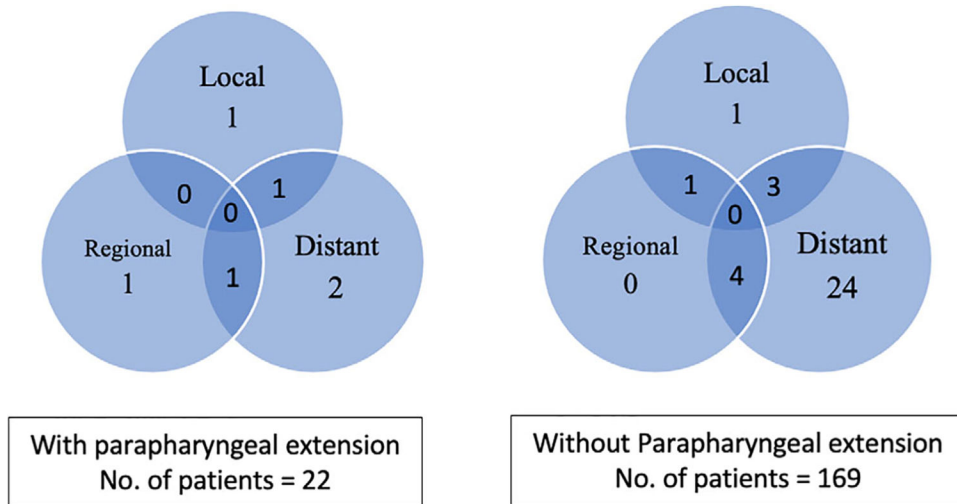 Local
1
0
1
0
Regional
1
1
Distant
2
With parapharyngeal extension
No. of patients = 22
Local
1
1
3
0
Regional
0
4
Distant
24
Without Parapharyngeal extension
No. of patients = 169